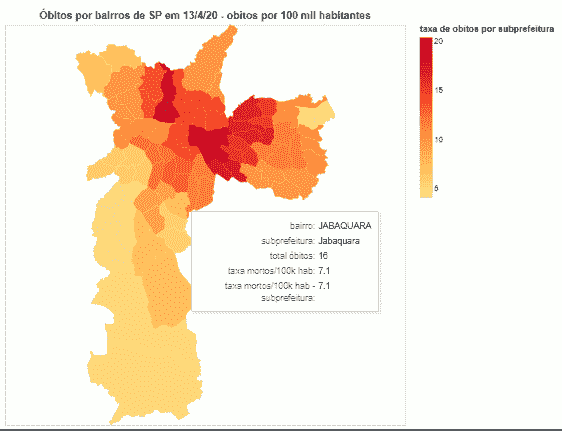 Óbitos por bairros de SP em 13/4/20 - obitos por 100 mil habitantes
taxa de obitos por subprefeitura
20
15
10
5
bairro: JABAQUARA
subprefeitura: Jabaquara
total óbitos: 16
taxa mortos/100k hab: 7.1
taxa mortos/100k hab - 7.1
subprefeitura: